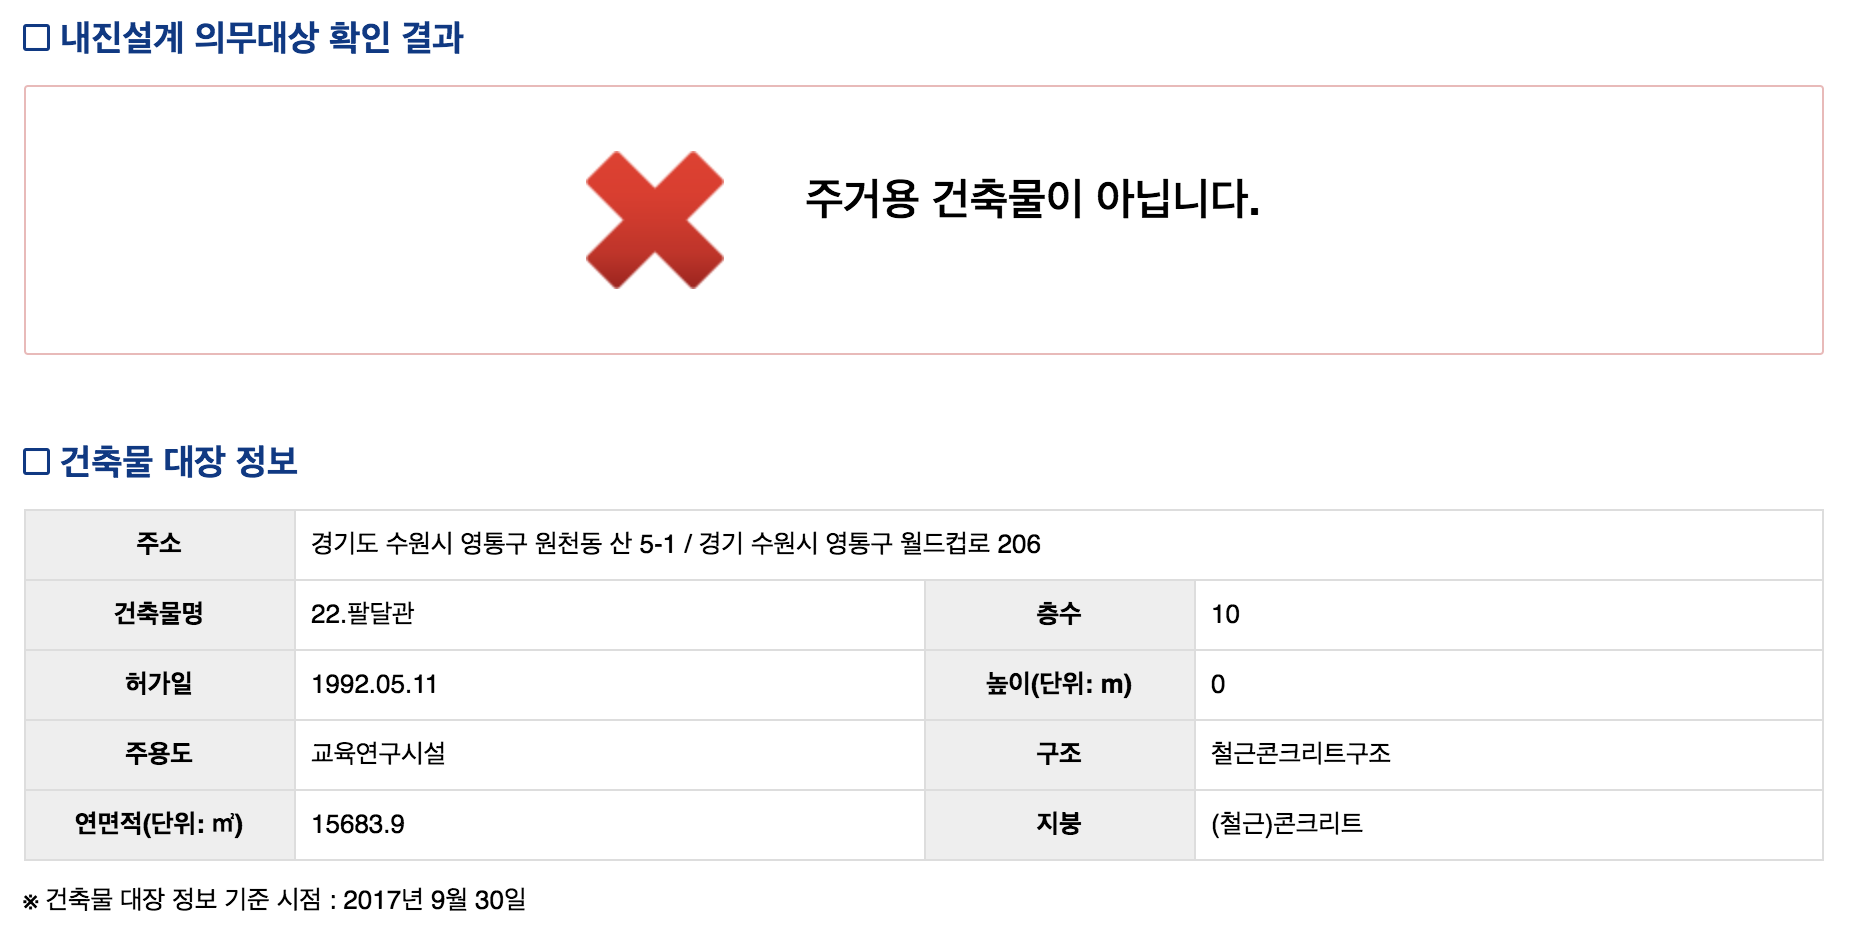 □ 내진설계 의무대상 확인 결과
주거용 건축물이 아닙니다.
□ 건축물 대장 정보
주소 경기도 수원시 영통구 원천동 산 5-1 / 경기 수원시 영통구 월드컵로 206
건축물명 22.팔달관 층수 10
허가일 1992.05.11 높이(단위: m) 0
주용도 교육연구시설 구조 철근콘크리트구조
연면적(단위: ㎡) 15683.9 지붕 (철근)콘크리트
※ 건축물 대장 정보 기준 시점 : 2017년 9월 30일